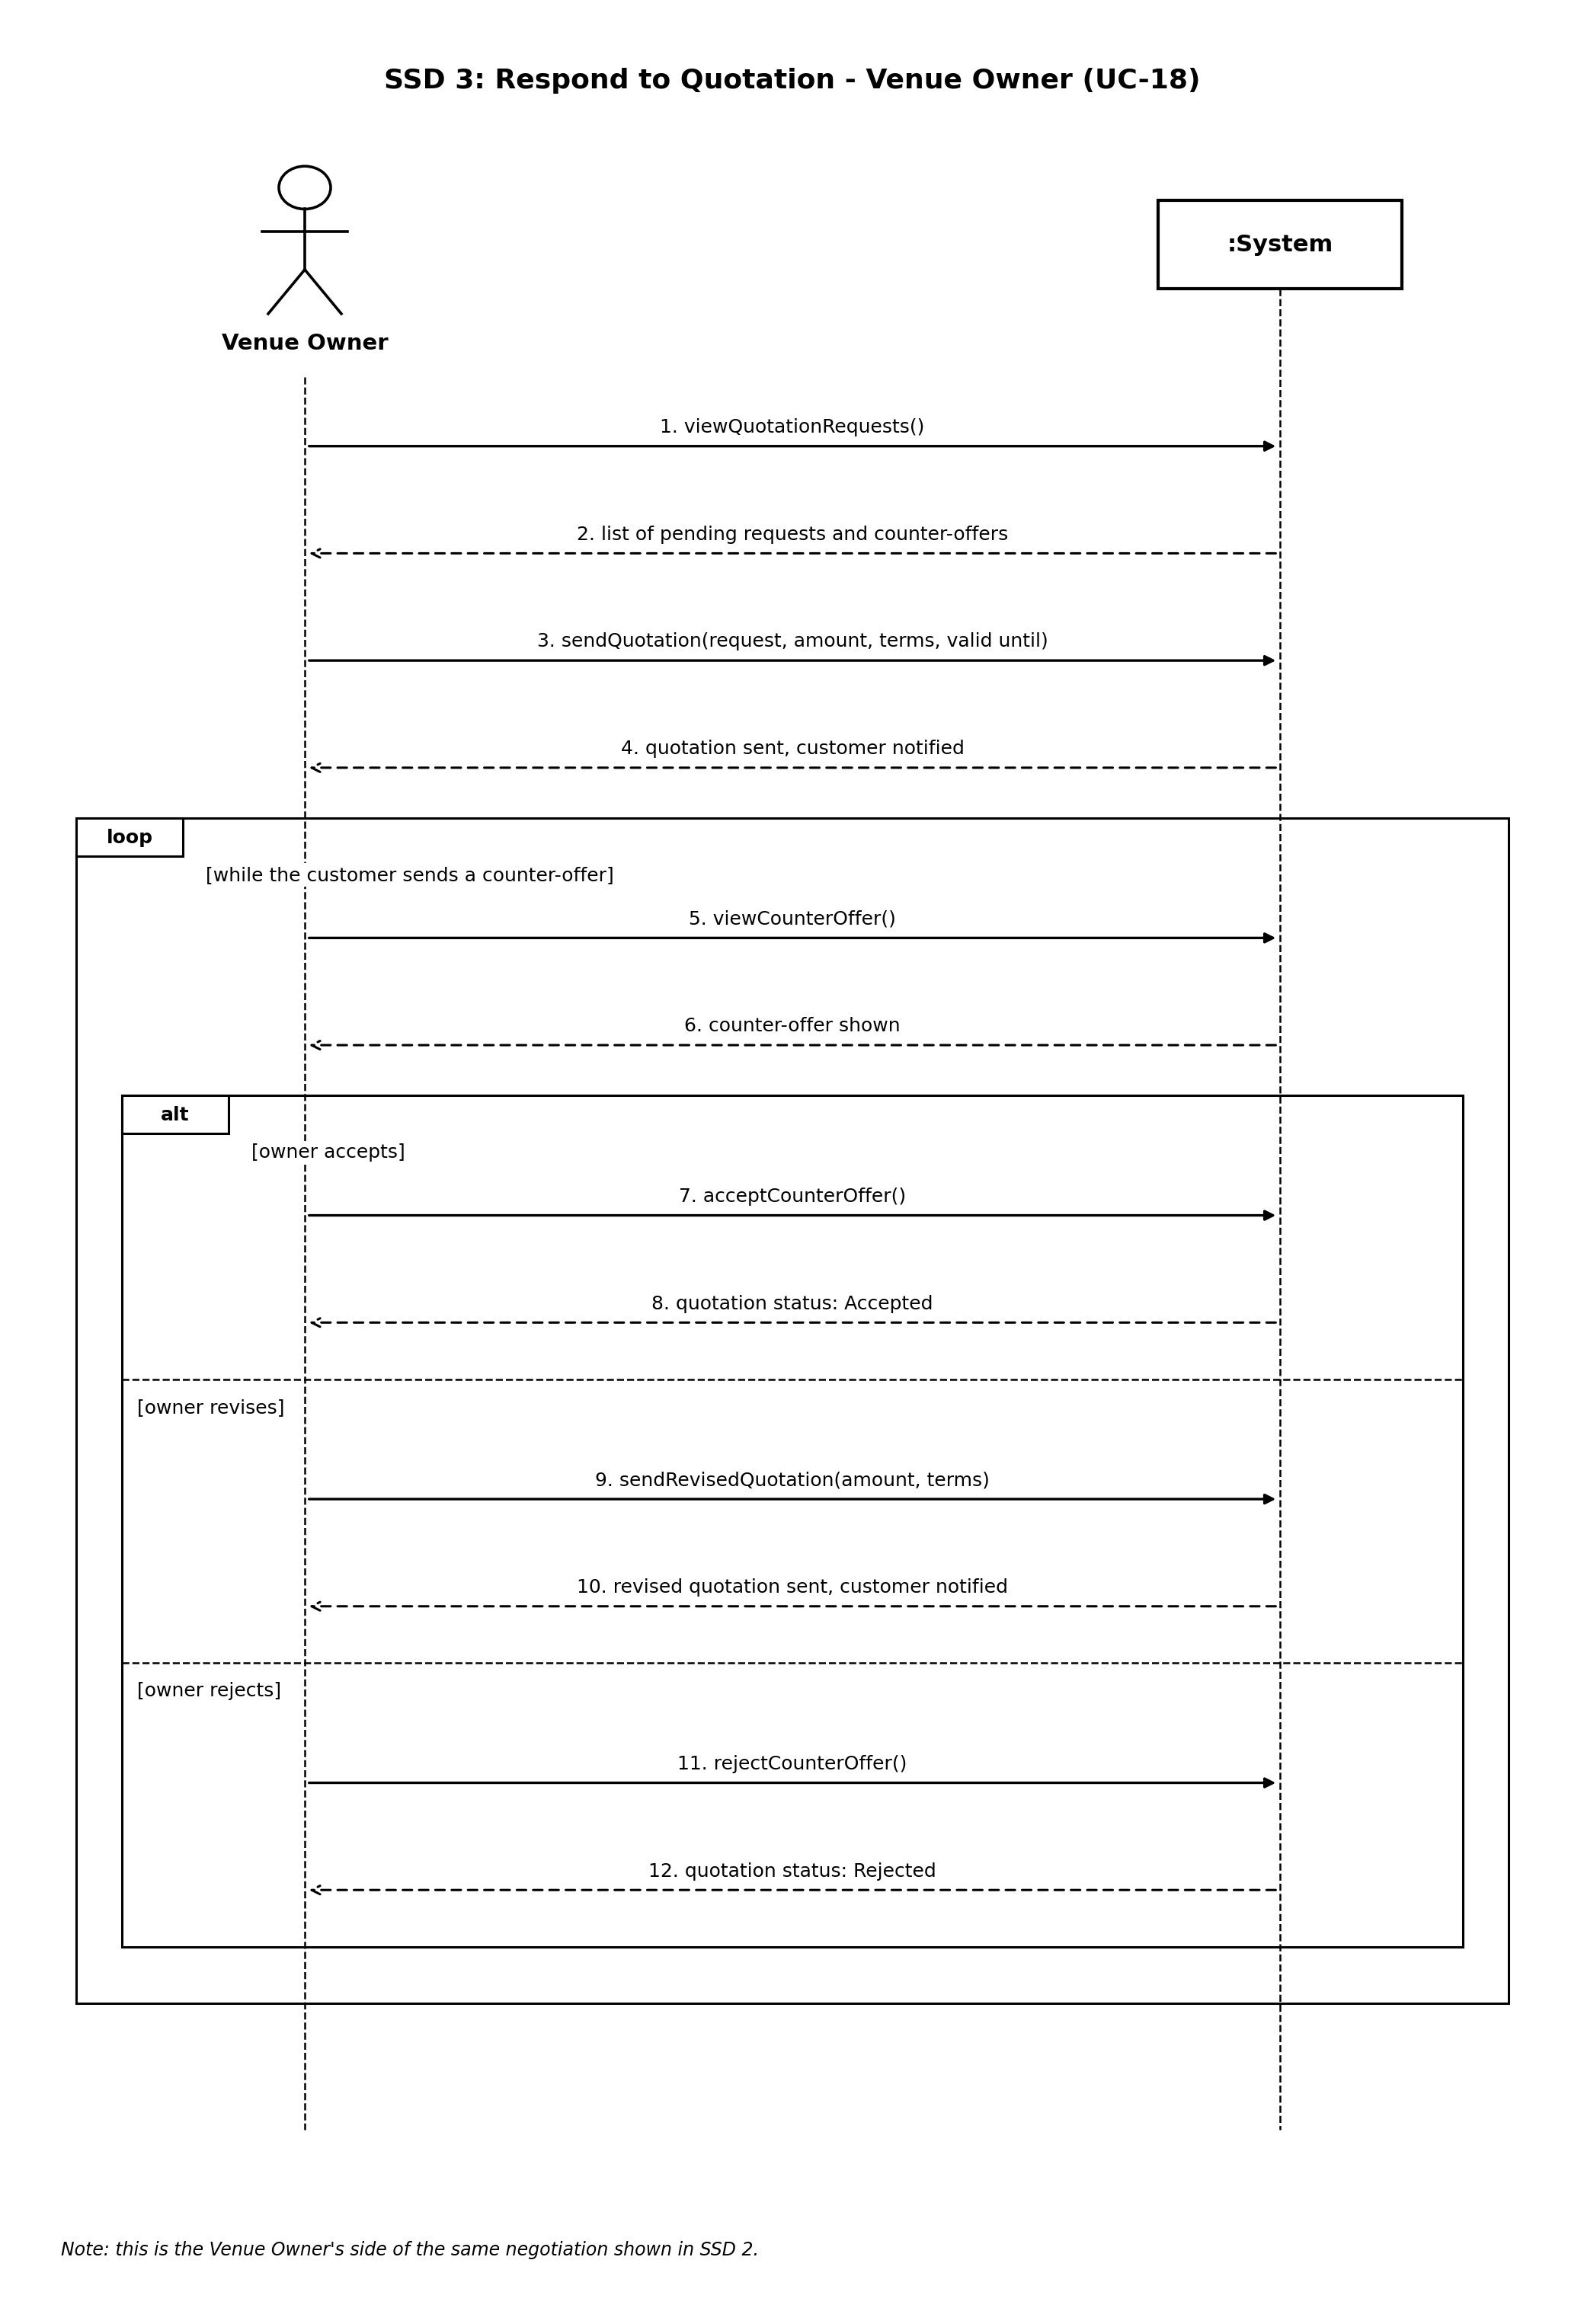 SSD 3: Respond to Quotation - Venue Owner (UC-18)
:System
Venue Owner
1. viewQuotationRequests()
2. list of pending requests and counter-offers
3. sendQuotation(request, amount, terms, valid until)
4. quotation sent, customer notified
loop
[while the customer sends a counter-offer]
5. viewCounterOffer()
6. counter-offer shown
alt
[owner accepts]
7. acceptCounterOffer()
8. quotation status: Accepted
[owner revises]
9. sendRevisedQuotation(amount, terms)
10. revised quotation sent, customer notified
[owner rejects]
11. rejectCounterOffer()
12. quotation status: Rejected
Note: this is the Venue Owner's side of the same negotiation shown in SSD 2.